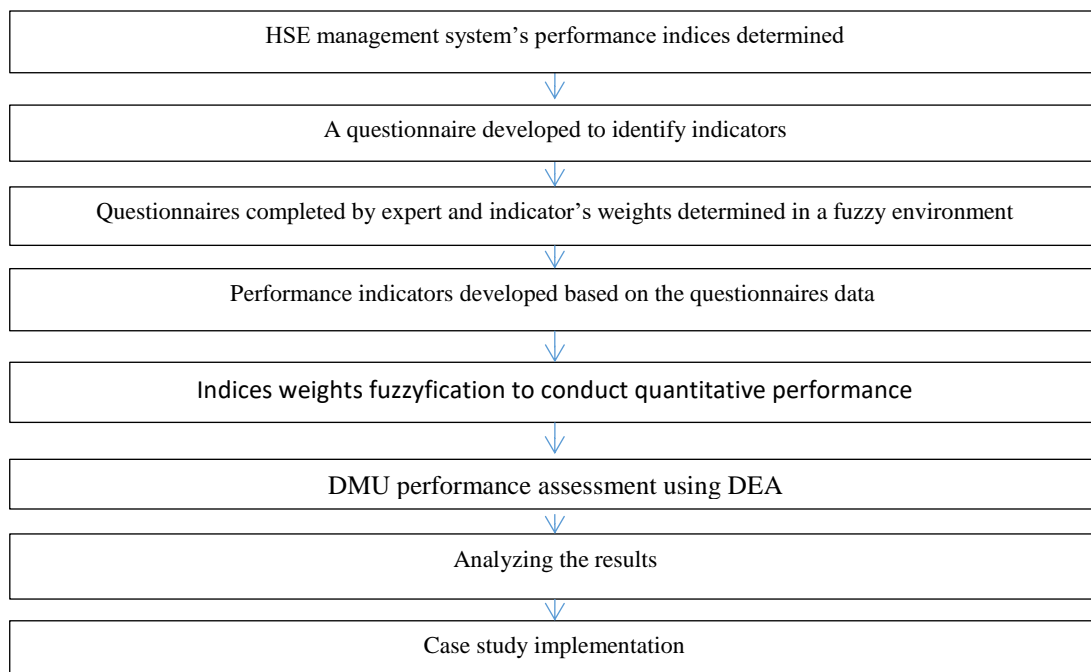 HSE management system’s performance indices determined
A questionnaire developed to identify indicators
Questionnaires completed by expert and indicator’s weights determined in a fuzzy environment
Performance indicators developed based on the questionnaires data
Indices weights fuzzyfication to conduct quantitative performance
DMU performance assessment using DEA
Analyzing the results
Case study implementation